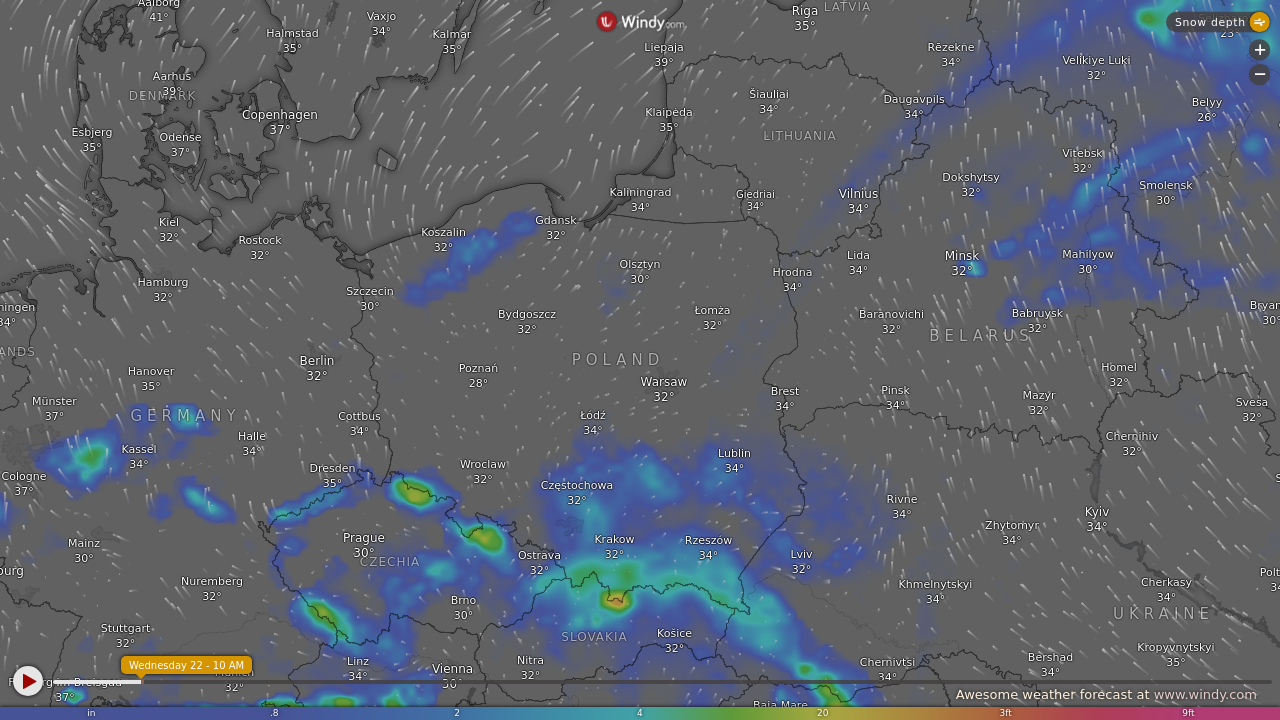 Aalborg
41°
Vaxjo
34°
Riga
35°
LATVIA
Windy.com
Snow depth
Halmstad
35°
Kalmar
35°
Liepaja
39°
Rēzekne
34°
23°
Velikiye Luki
32°
Aarhus
39°
DENMARK
Copenhagen
37°
Klaipėda
35°
Šiauliai
34°
LITHUANIA
Daugavpils
34°
Belyy
26°
Esbjerg
35°
Odense
37°
Vitebsk
32°
Kaliningrad
34°
Giedriai
34°
Vilnius
34°
Dokshytsy
32°
Smolensk
30°
Kiel
32°
Rostock
32°
Koszalin
32°
Gdansk
32°
Olsztyn
30°
Hrodna
34°
Lida
34°
Minsk
32°
Mahilyow
30°
Hamburg
32°
Szczecin
30°
ningen
34°
Bydgoszcz
32°
Łomża
32°
Baranovichi
32°
Babruysk
32°
Bryan
30°
BELARUS
ANDS
POLAND
Berlin
32°
Hanover
35°
Poznań
28°
Warsaw
32°
Brest
34°
Pinsk
34°
Mazyr
32°
Homel
32°
Münster
37°
GERMANY
Cottbus
34°
Łódź
34°
Svesa
32°
Kassel
34°
Halle
34°
Chernihiv
32°
Cologne
37°
Dresden
35°
Wroclaw
32°
Częstochowa
32°
Lublin
34°
S
Rivne
34°
Zhytomyr
34°
Kyiv
34°
Mainz
30°
Prague
30°
CZECHIA
Ostrava
32°
Krakow
32°
Rzeszów
34°
Lviv
32°
burg
Nuremberg
32°
Brno
30°
Khmelnytskyi
34°
Cherkasy
34°
Polt
34
UKRAINE
Stuttgart
32°
SLOVAKIA
Košice
32°
Kropyvnytskyi
35°
Wednesday 22 - 10 AM
Linz
34°
Vienna
30°
Nitra
32°
Chernivtsi
34°
Bershad
34°
Freiburg im Breisgau
37°
Munich
32°
Baia Mare
Awesome weather forecast at www.windy.com
in .8 2 4 20 3ft 9ft